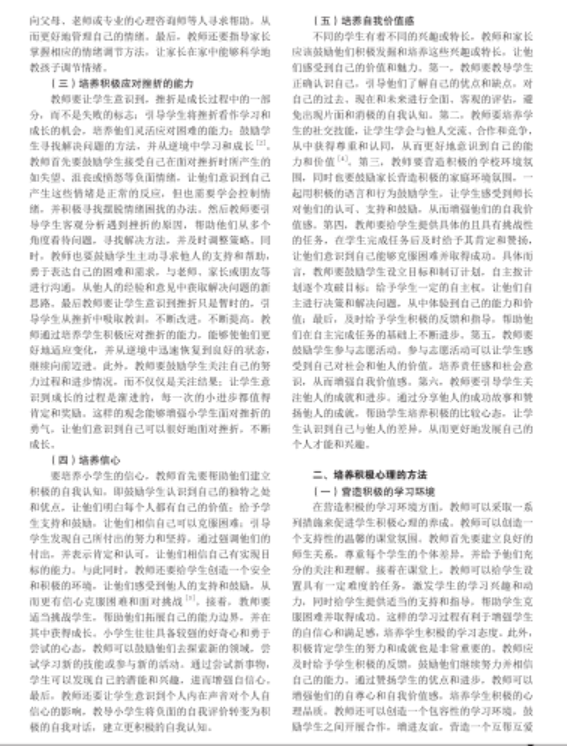 向父母、老师或专业的心理咨询师等人寻求帮助，从
而更好地管理自己的情绪。最后，教师还要指导家长
掌握相应的情绪调节方法，让家长在家中能够科学地
教孩子调节情绪。
（三）培养积极应对挫折的能力
教师要让学生意识到，挫折是成长过程中的一部
分，而不是失败的标志；引导学生将挫折看作学习和
成长的机会，培养他们灵活应对困难的能力；鼓励学
生寻找解决问题的方法，并从逆境中学习和成长[2]。
教师首先要鼓励学生接受自己在面对挫折时所产生的
如失望、沮丧或愤怒等负面情绪，让他们意识到自己
产生这些情绪是正常的反应，但也需要学会控制情
绪，并积极寻找摆脱情绪困扰的办法。然后教师要引
导学生客观分析遇到挫折的原因，帮助他们从多个
角度看待问题，寻找解决方法，并及时调整策略。同
时，教师也要鼓励学生主动寻求他人的支持和帮助，
勇于表达自己的困难和需求，与老师、家长或朋友等
进行沟通，从他人的经验和意见中获取解决问题的新
思路。最后教师要让学生意识到挫折只是暂时的，引
导学生从挫折中吸取教训，不断改进，不断提高。教
师通过培养学生积极应对挫折的能力，能够使他们更
好地适应变化，并从逆境中迅速恢复到良好的状态，
继续向前迈进。此外，教师要鼓励学生关注自己的努
力过程和进步情况，而不仅仅是关注结果；让学生意
识到成长的过程是渐进的，每一次的小进步都值得
肯定和奖励。这样的观念能够增强小学生面对挫折的
勇气，让他们意识到自己可以很好地面对挫折，不断
成长。
（四）培养信心
要培养小学生的信心，教师首先要帮助他们建立
积极的自我认知，即鼓励学生认识到自己的独特之处
和优点，让他们明白每个人都有自己的价值；给予学
生支持和鼓励，让他们相信自己可以克服困难；引导
学生发现自己所付出的努力和坚持，通过强调他们的
付出，并表示肯定和认可，让他们相信自己有实现目
标的能力。与此同时，教师还要给学生创造一个安全
和积极的环境，让他们感受到他人的支持和鼓励，从
而更有信心克服困难和面对挑战[3]。接着，教师要
适当挑战学生，帮助他们拓展自己的能力边界，并在
其中获得成长。小学生往往具备较强的好奇心和勇于
尝试的心态，教师可以鼓励他们去探索新的领域，尝
试学习新的技能或参与新的活动。通过尝试新事物，
学生可以发现自己的潜能和兴趣，进而增强自信心。
最后，教师还要让学生意识到个人内在声音对个人自
信心的影响，教导小学生将负面的自我评价转变为积
极的自我对话，建立更积极的自我认知。
（五）培养自我价值感
不同的学生有着不同的兴趣或特长，教师和家长
应该鼓励他们积极发掘和培养这些兴趣或特长，让他
们感受到自己的价值和魅力。第一，教师要教导学生
正确认识自己，引导他们了解自己的优点和缺点，对
自己的过去、现在和未来进行全面、客观的评估，避
免出现片面和消极的自我认知。第二，教师要培养学
生的社交技能，让学生学会与他人交流、合作和竞争，
从中获得尊重和认同，从而更好地意识到自己的能
力和价值[4]。第三，教师要营造积极的学校环境氛
围，同时也要鼓励家长营造积极的家庭环境氛围，一
起用积极的语言和行为鼓励学生，让学生感受到师长
对他们的认可、支持和鼓励，从而增强他们的自我价
值感。第四，教师要给学生提供具体的且具有挑战性
的任务，在学生完成任务后及时给予其肯定和赞扬，
让他们意识到自己能够克服困难并取得成功。具体而
言，教师要鼓励学生设立目标和制订计划，自主按计
划逐个攻破目标；给予学生一定的自主权，让他们自
主进行决策和解决问题，从中体验到自己的能力和价
值；最后，及时给予学生积极的反馈和指导，帮助他
们在自主完成任务的基础上不断进步。第五，教师要
鼓励学生参与志愿活动。参与志愿活动可以让学生感
受到自己对社会和他人的价值，培养责任感和社会意
识，从而增强自我价值感。第六，教师要引导学生关
注他人的成就和进步。通过分享他人的成功故事和赞
扬他人的成就，帮助学生培养积极的比较心态，让学
生认识到自己与他人的差异，从而更好地发展自己的
个人才能和兴趣。
二、培养积极心理的方法
（一）营造积极的学习环境
在营造积极的学习环境方面，教师可以采取一系
列措施来促进学生积极心理的养成。教师可以创造一
个支持性的温馨的课堂氛围。教师首先要建立良好的
师生关系，尊重每个学生的个体差异，并给予他们充
分的关注和理解。接着在课堂上，教师可以给学生设
置具有一定难度的任务，激发学生的学习兴趣和动
力，同时给学生提供适当的支持和指导，帮助学生克
服困难并取得成功。这样的学习过程有利于增强学生
的自信心和满足感，培养学生积极的学习态度。此外，
积极肯定学生的努力和成就也是非常重要的。教师应
及时给予学生积极的反馈，鼓励他们继续努力并相信
自己的能力。通过赞扬学生的优点和进步，教师可以
增强他们的自尊心和自我价值感，培养学生积极的心
理品质。教师还可以创造一个包容性的学习环境，鼓
励学生之间开展合作，增进友谊，营造一个互帮互爱